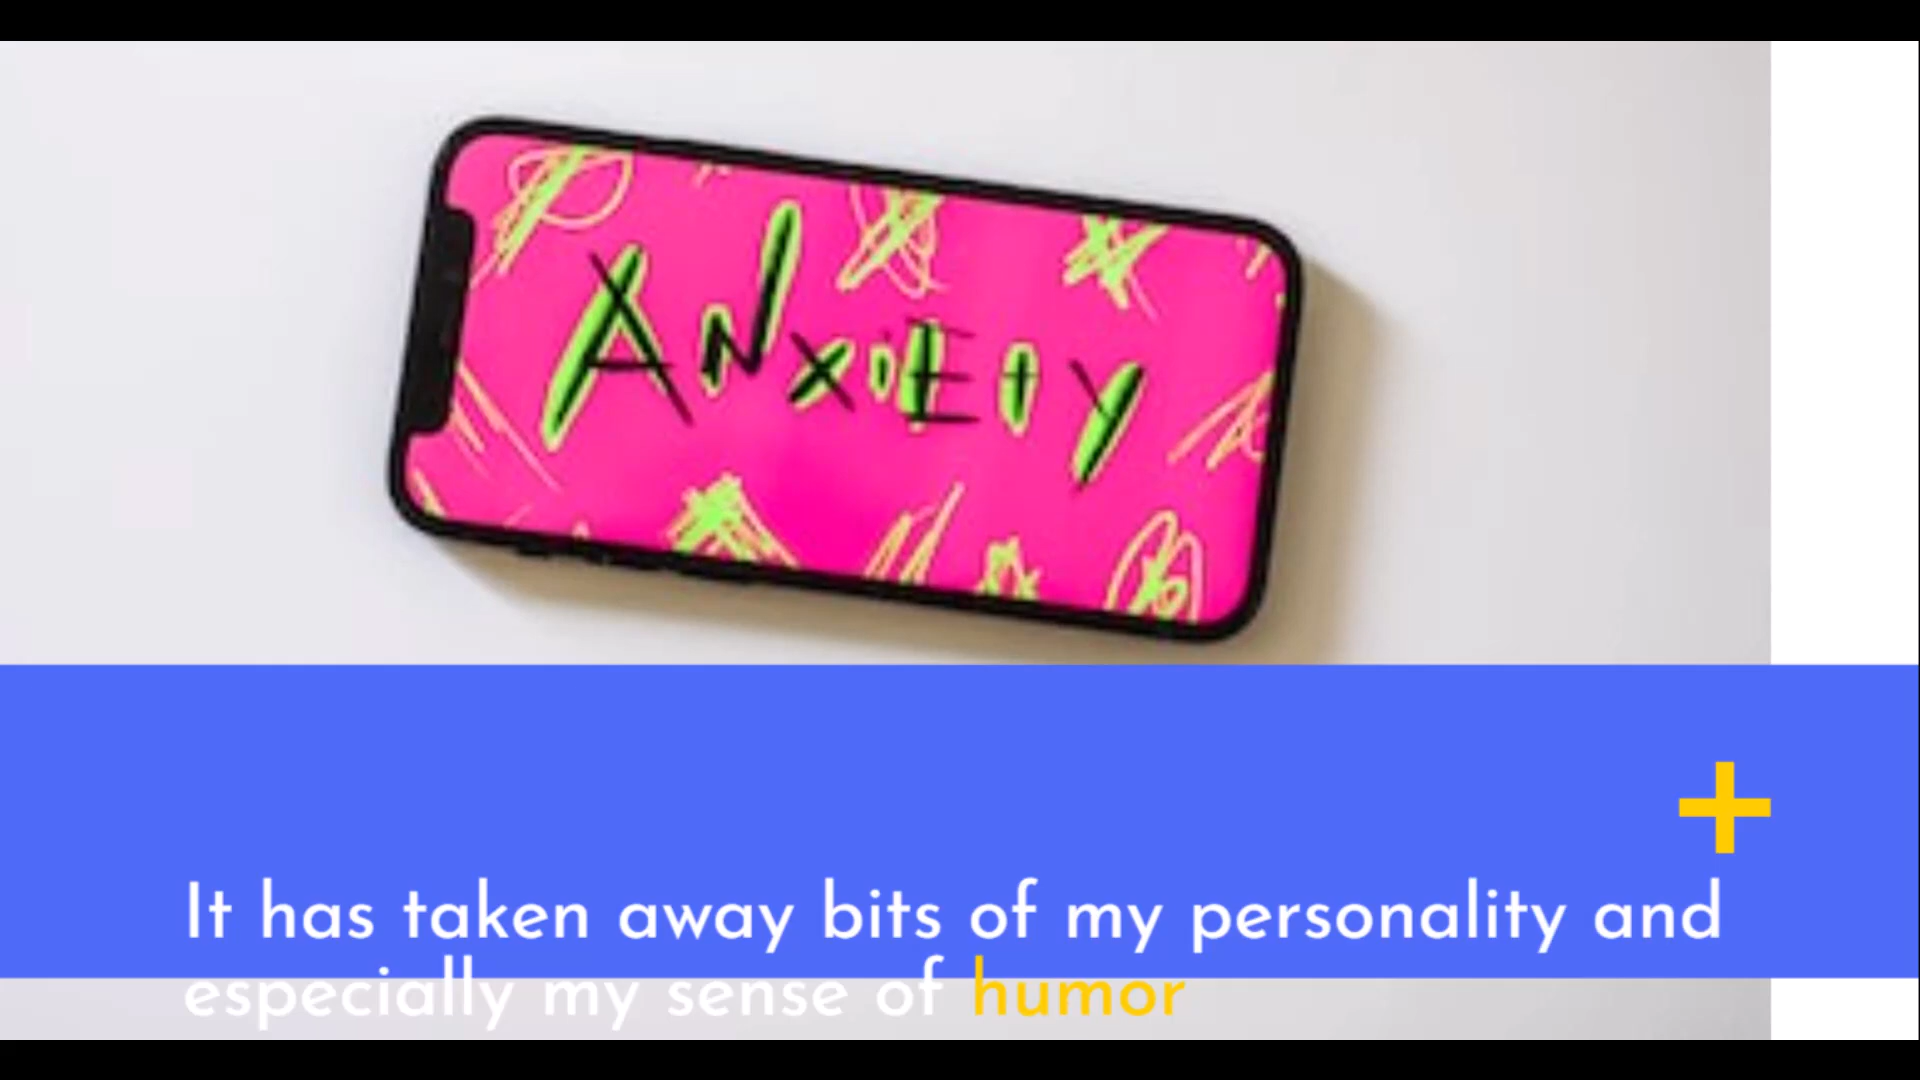 ANxiEty
It has taken away bits of my personality and
especially my sense of humor